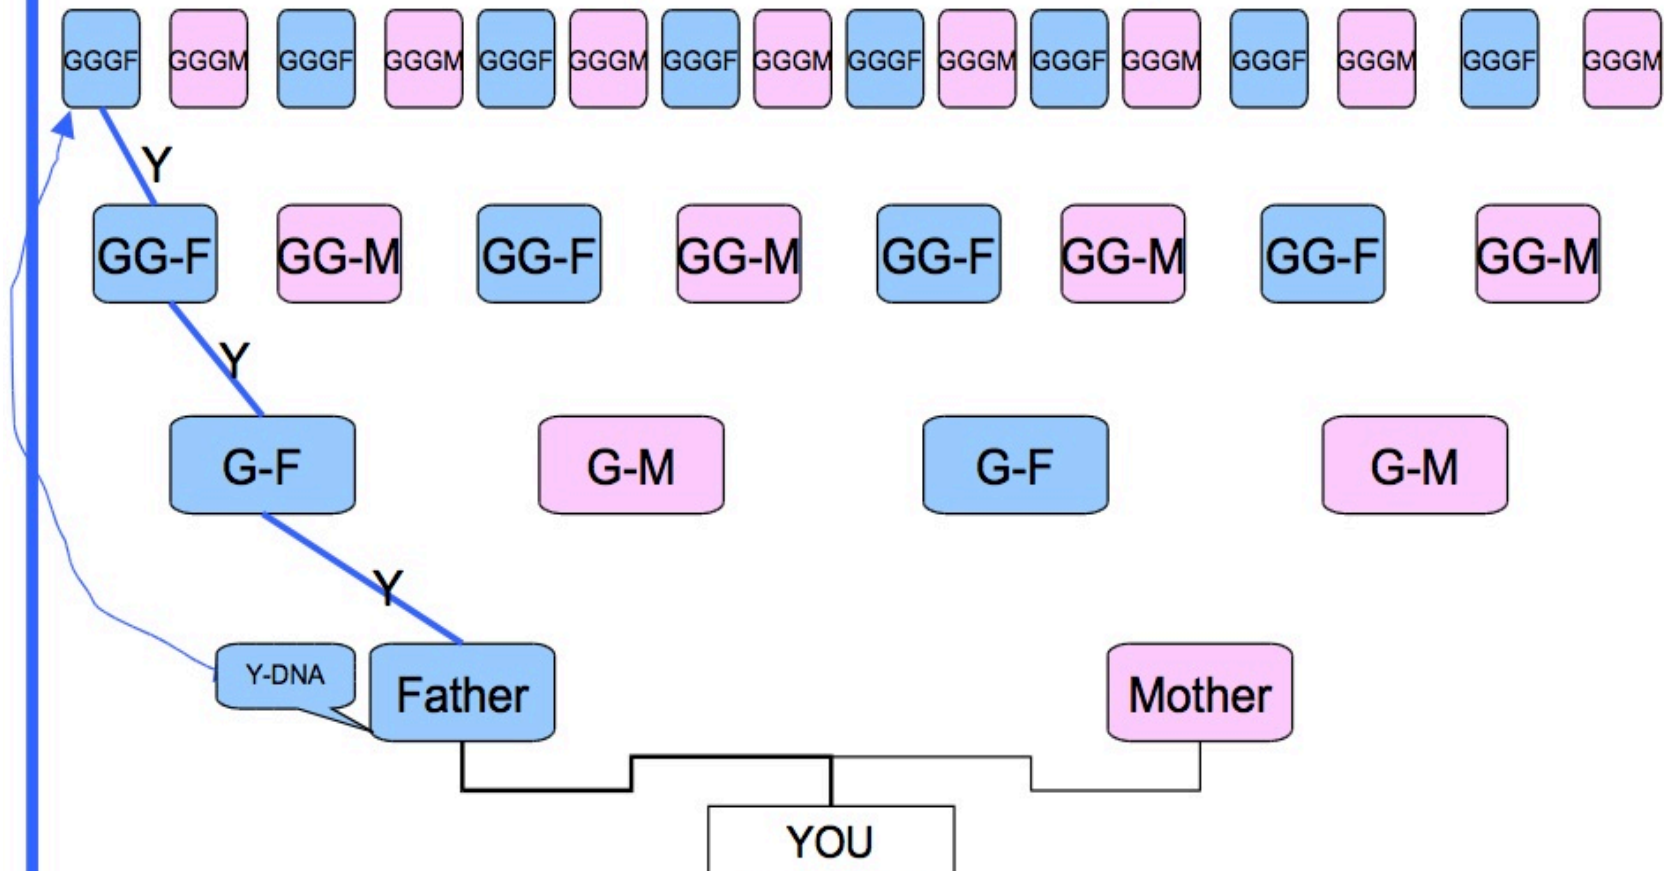 GGGF GGGM GGGF GGGM GGGF GGGM GGGF GGGM GGGF GGGM GGGF GGGM GGGF GGGM GGGF GGGM
Y
GG-F GG-M GG-F GG-M GG-F GG-M GG-F GG-M
Y
G-F G-M G-F G-M
Y
Y-DNA Father Mother
YOU